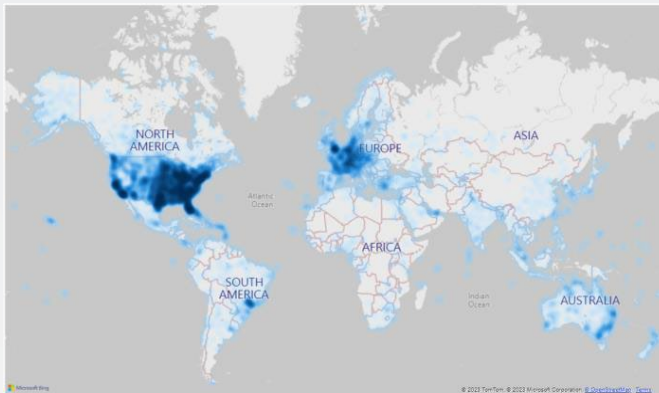 NORTH
AMERICA
EUROPE
ASIA
Atlantic
Ocean
AFRICA
SOUTH
AMERICA
Indian
Ocean
AUSTRALIA
Microsoft Bing
© 2023 TomTom, © 2023 Microsoft Corporation, © OpenStreetMap Terms